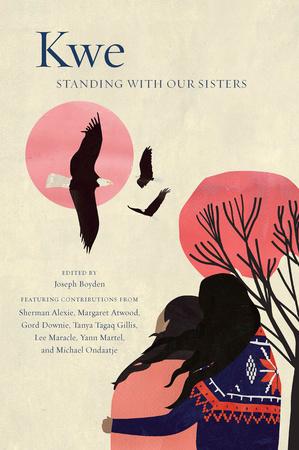 Kwe
STANDING WITH OUR SISTERS
EDITED BY
Joseph Boyden
FEATURING CONTRIBUTIONS FROM
Sherman Alexie, Margaret Atwood,
Gord Downie, Tanya Tagaq Gillis,
Lee Maracle, Yann Martel,
and Michael Ondaatje